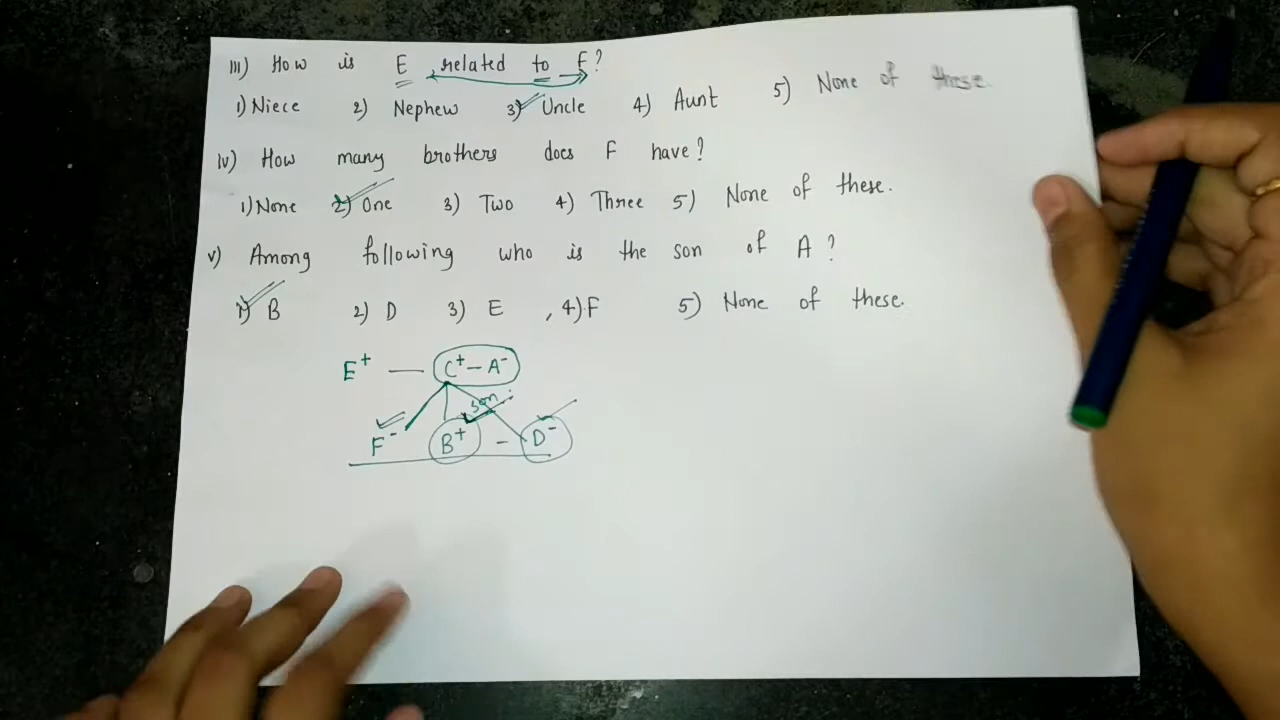 III) How is E related to F?
1) Niece 2) Nephew 3) Uncle 4) Aunt 5) None of these.
IV) How many brothers does F have?
1) None 2) One 3) Two 4) Three 5) None of these.
V) Among following who is the son of A?
1) B 2) D 3) E , 4) F 5) None of these.
E+ — C+ – A-
son
F- B+ – D-